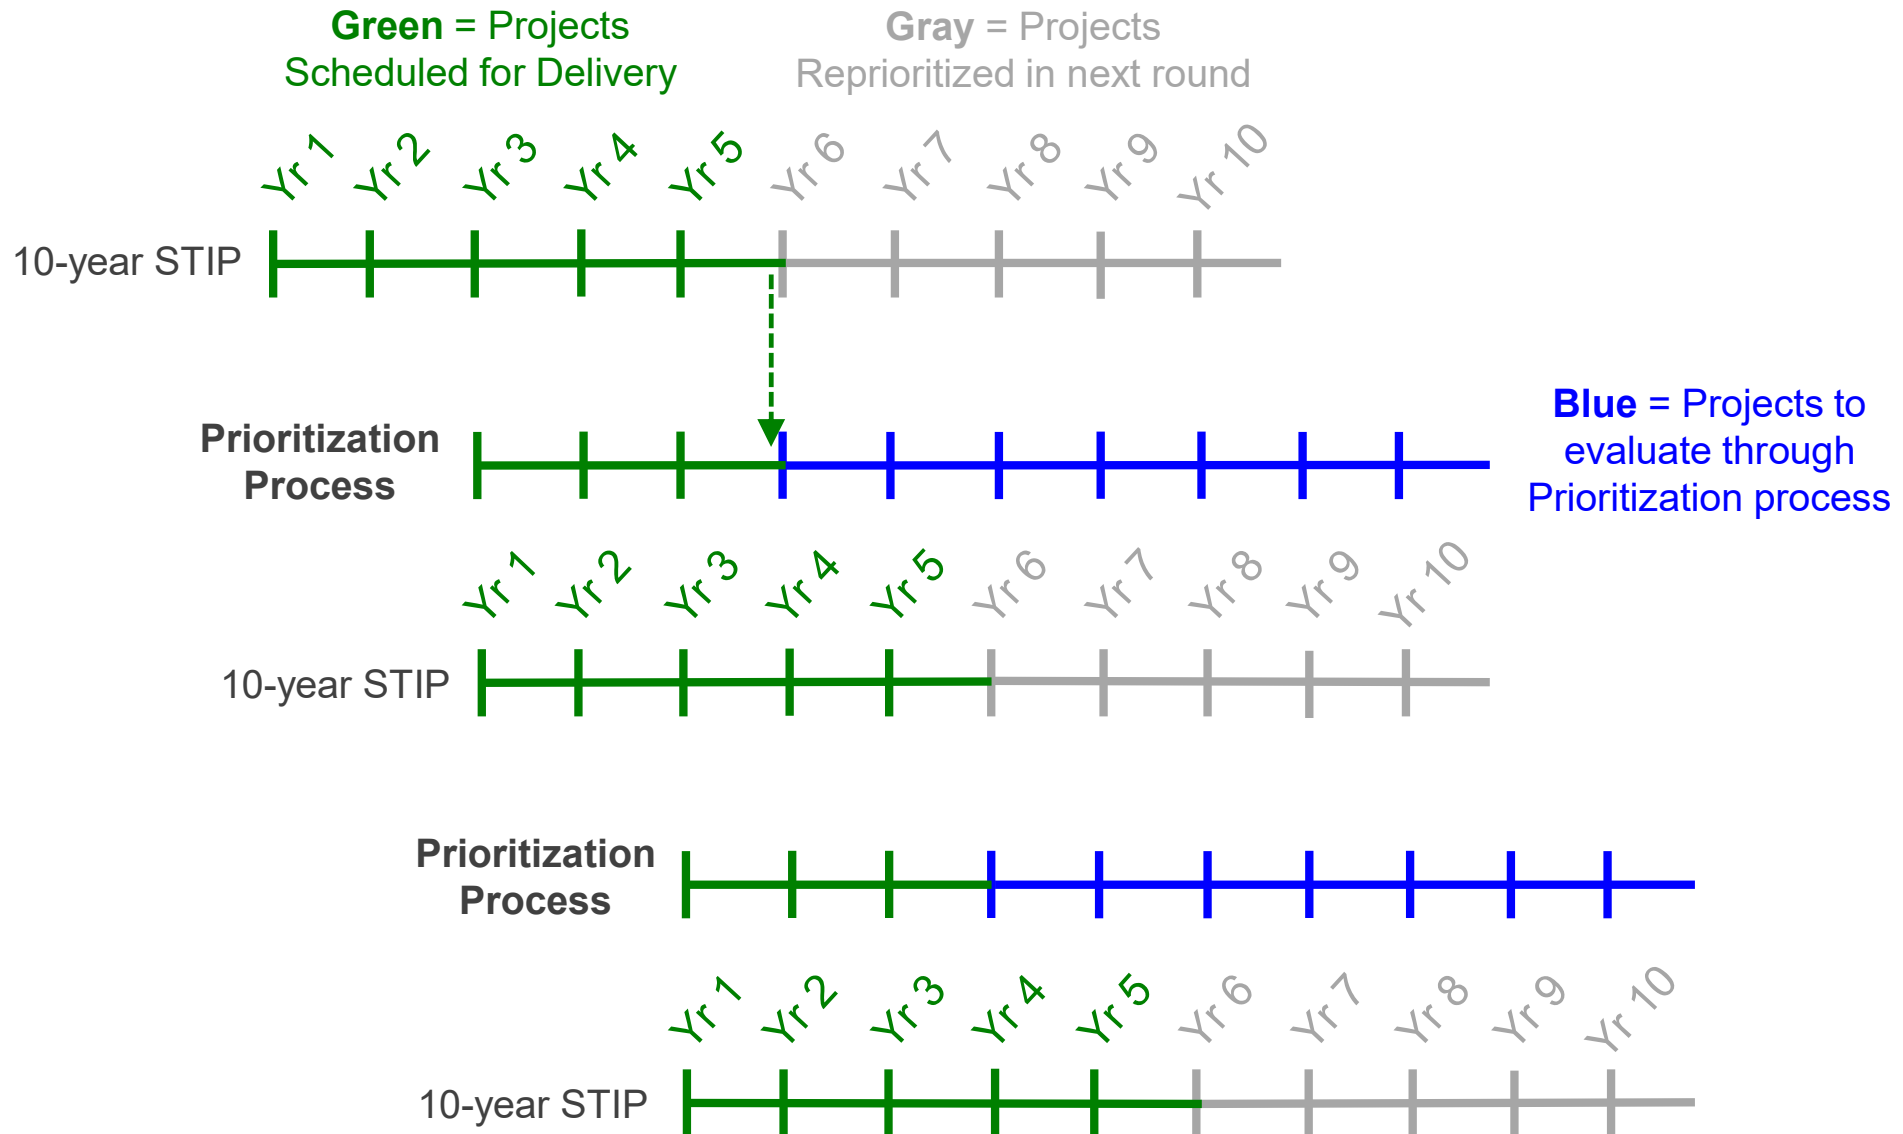 Green = Projects
Scheduled for Delivery
Gray = Projects
Reprioritized in next round
Yr 1 Yr 2 Yr 3 Yr 4 Yr 5 Yr 6 Yr 7 Yr 8 Yr 9 Yr 10
10-year STIP
Prioritization
Process
Blue = Projects to
evaluate through
Prioritization process
Yr 1 Yr 2 Yr 3 Yr 4 Yr 5 Yr 6 Yr 7 Yr 8 Yr 9 Yr 10
10-year STIP
Prioritization
Process
Yr 1 Yr 2 Yr 3 Yr 4 Yr 5 Yr 6 Yr 7 Yr 8 Yr 9 Yr 10
10-year STIP